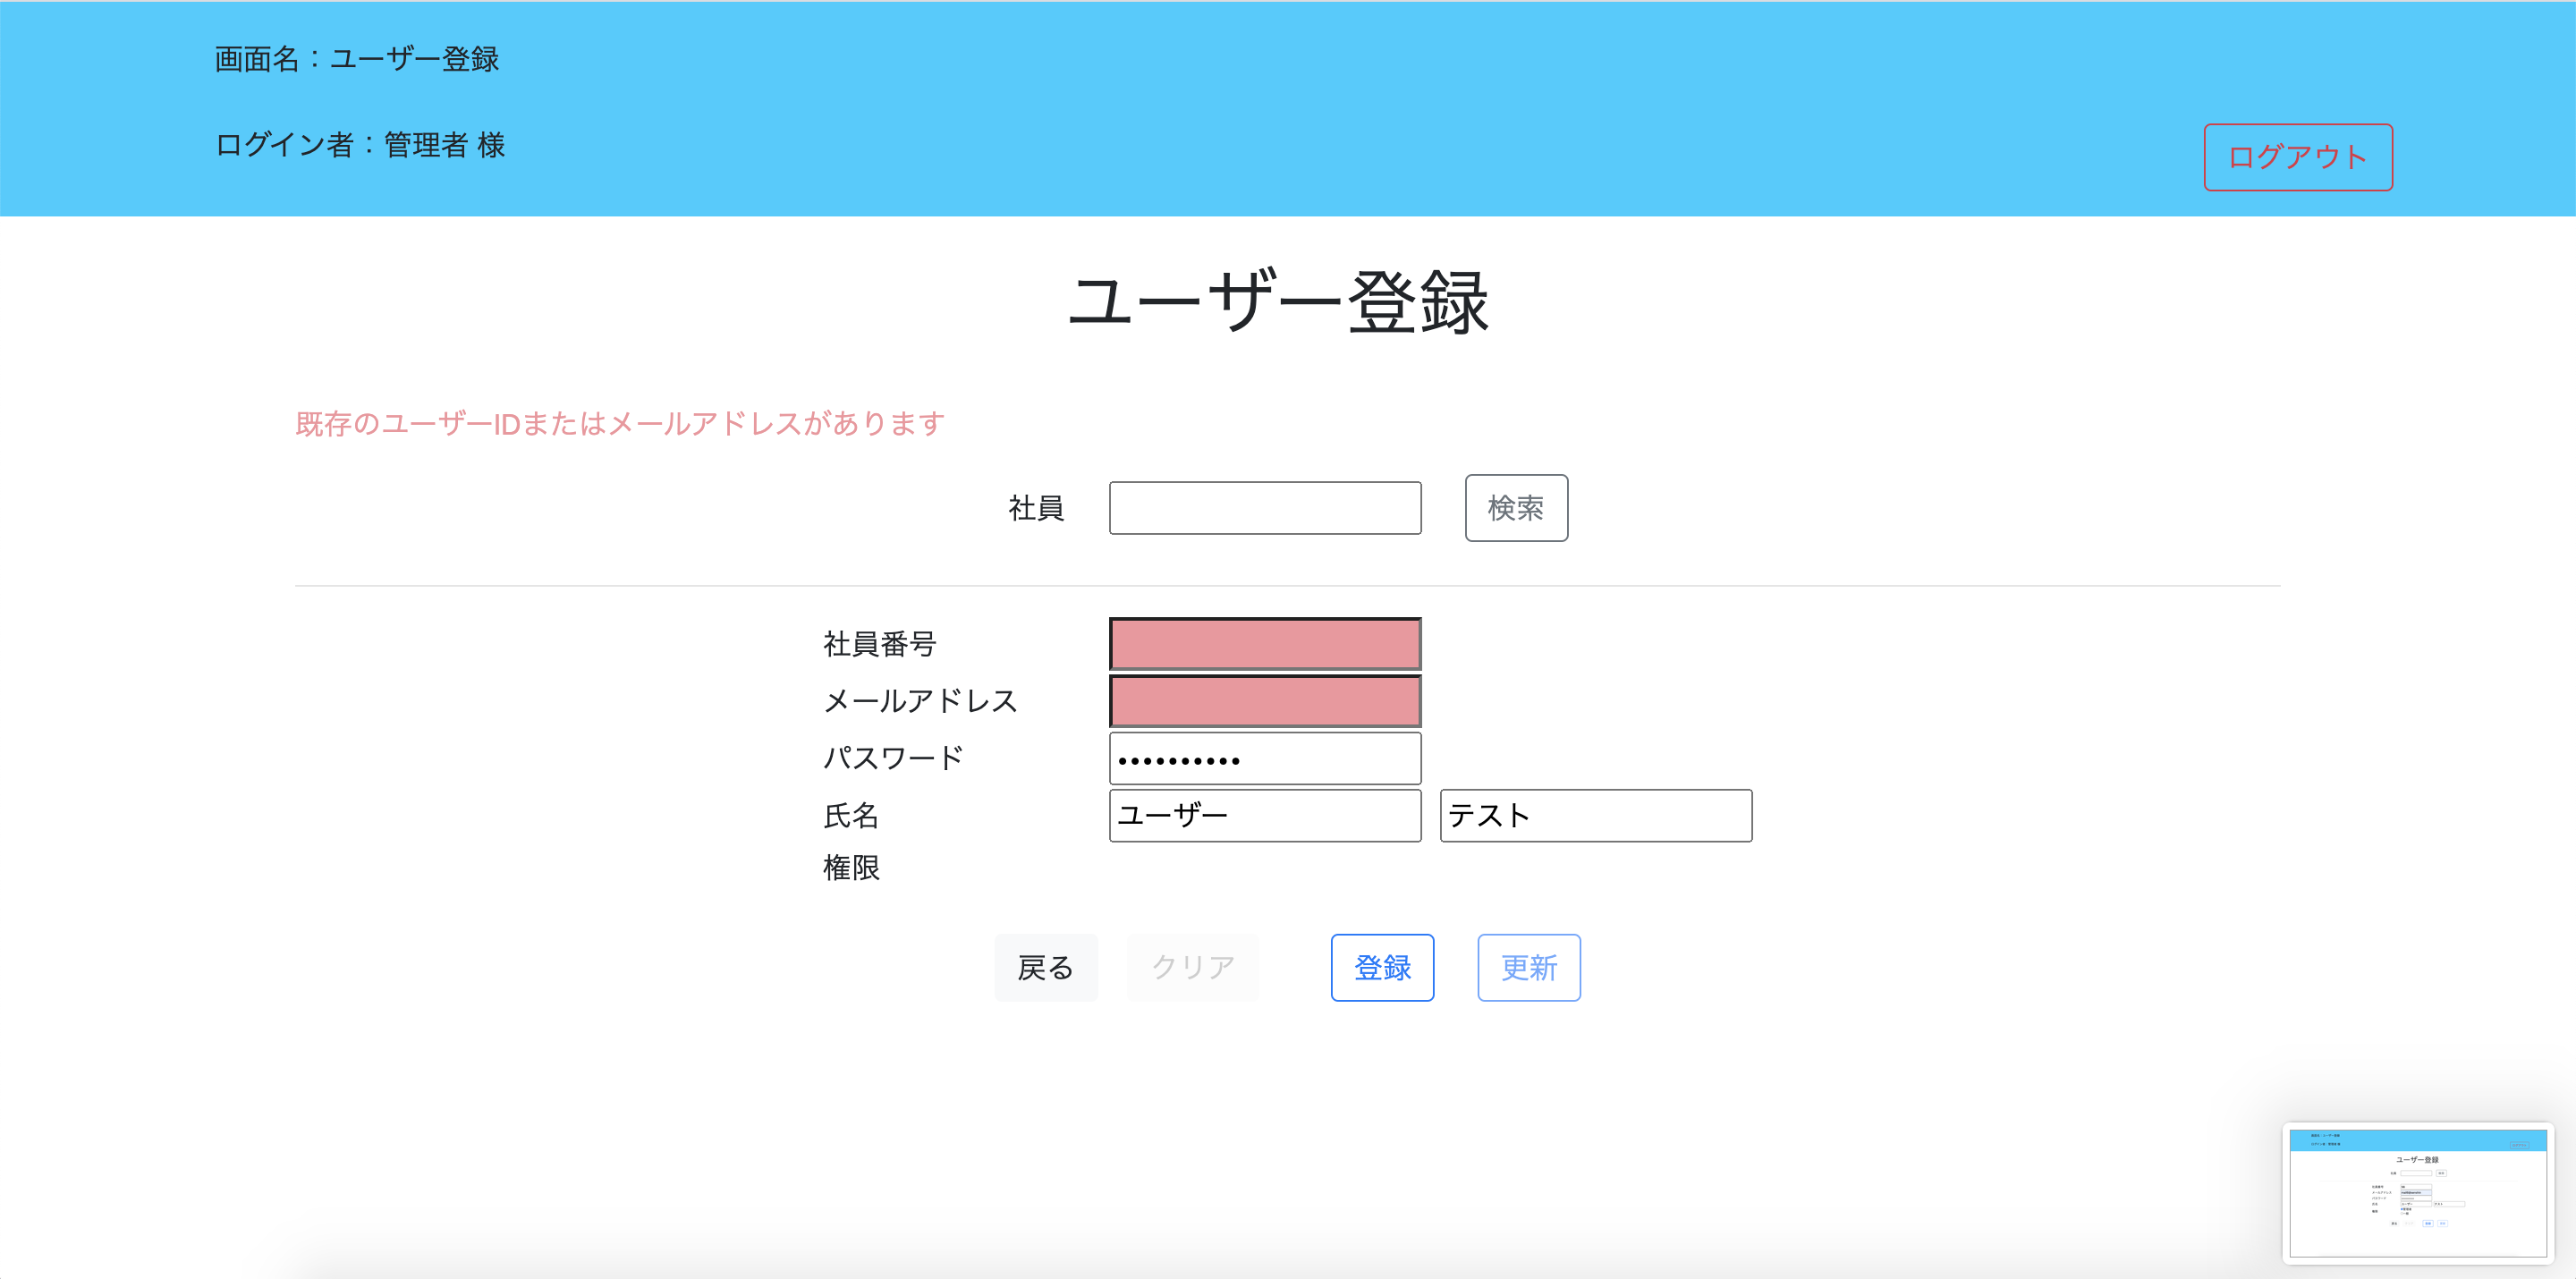 画面名：ユーザー登録
ログイン者：管理者 様
ログアウト
ユーザー登録
既存のユーザーIDまたはメールアドレスがあります
社員 検索
社員番号
メールアドレス
パスワード ••••••••••
氏名 ユーザー テスト
権限
戻る クリア 登録 更新